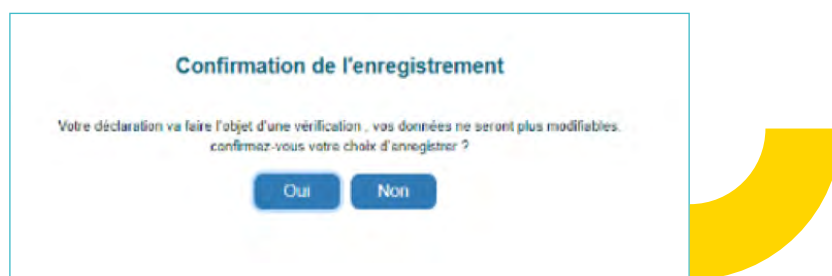 Confirmation de l'enregistrement
Votre déclaration va faire l'objet d'une vérification , vos données ne seront plus modifiables.
confirmez-vous votre choix d'enregistrer ?
Oui
Non